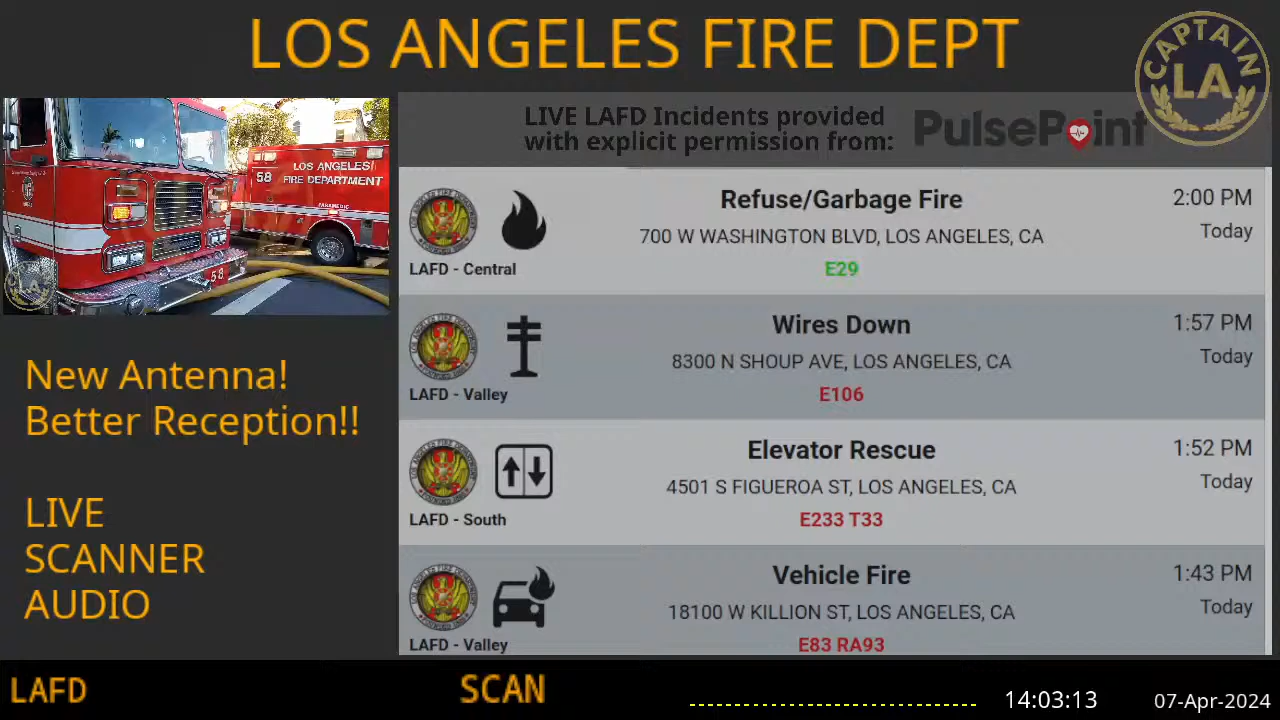 LOS ANGELES FIRE DEPT
CAPTAIN
LA
LIVE LAFD Incidents provided
with explicit permission from:
PulsePoint
58
LOS ANGELES
FIRE DEPARTMENT
PARAMEDIC
58
Refuse/Garbage Fire
2:00 PM
700 W WASHINGTON BLVD, LOS ANGELES, CA
Today
LAFD - Central
E29
Wires Down
1:57 PM
8300 N SHOUP AVE, LOS ANGELES, CA
Today
LAFD - Valley
E106
Elevator Rescue
1:52 PM
4501 S FIGUEROA ST, LOS ANGELES, CA
Today
LAFD - South
E233 T33
Vehicle Fire
1:43 PM
18100 W KILLION ST, LOS ANGELES, CA
Today
LAFD - Valley
E83 RA93
New Antenna!
Better Reception!!
LIVE
SCANNER
AUDIO
LAFD
SCAN
14:03:13
07-Apr-2024